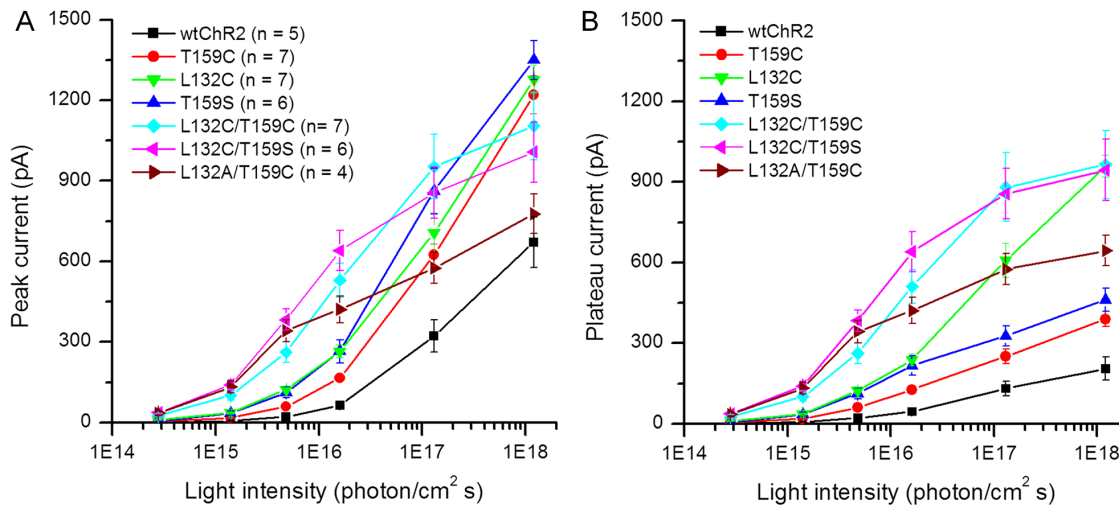 A
Peak current (pA)
1500
1200
900
600
300
0
wtChR2 (n = 5)
T159C (n = 7)
L132C (n = 7)
T159S (n = 6)
L132C/T159C (n= 7)
L132C/T159S (n = 6)
L132A/T159C (n = 4)
1E14 1E15 1E16 1E17 1E18
Light intensity (photon/cm² s)
B
Plateau current (pA)
1500
1200
900
600
300
0
wtChR2
T159C
L132C
T159S
L132C/T159C
L132C/T159S
L132A/T159C
1E14 1E15 1E16 1E17 1E18
Light intensity (photon/cm² s)